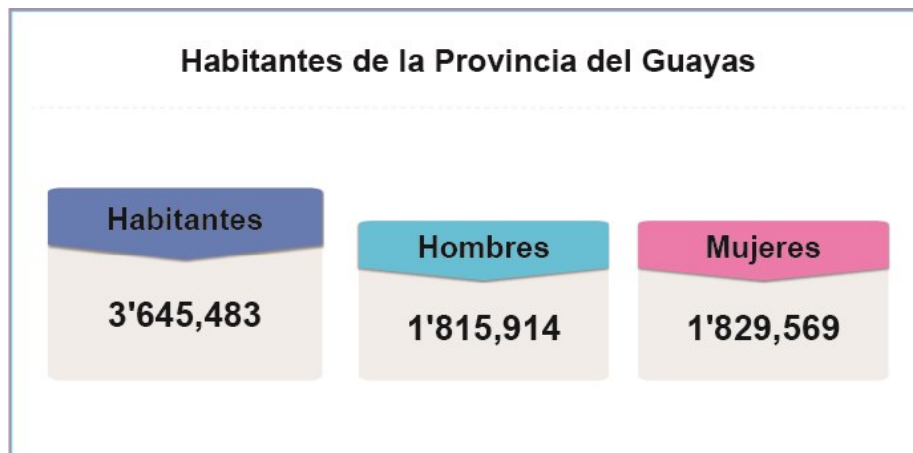 Habitantes de la Provincia del Guayas
Habitantes
3'645,483
Hombres
1'815,914
Mujeres
1'829,569